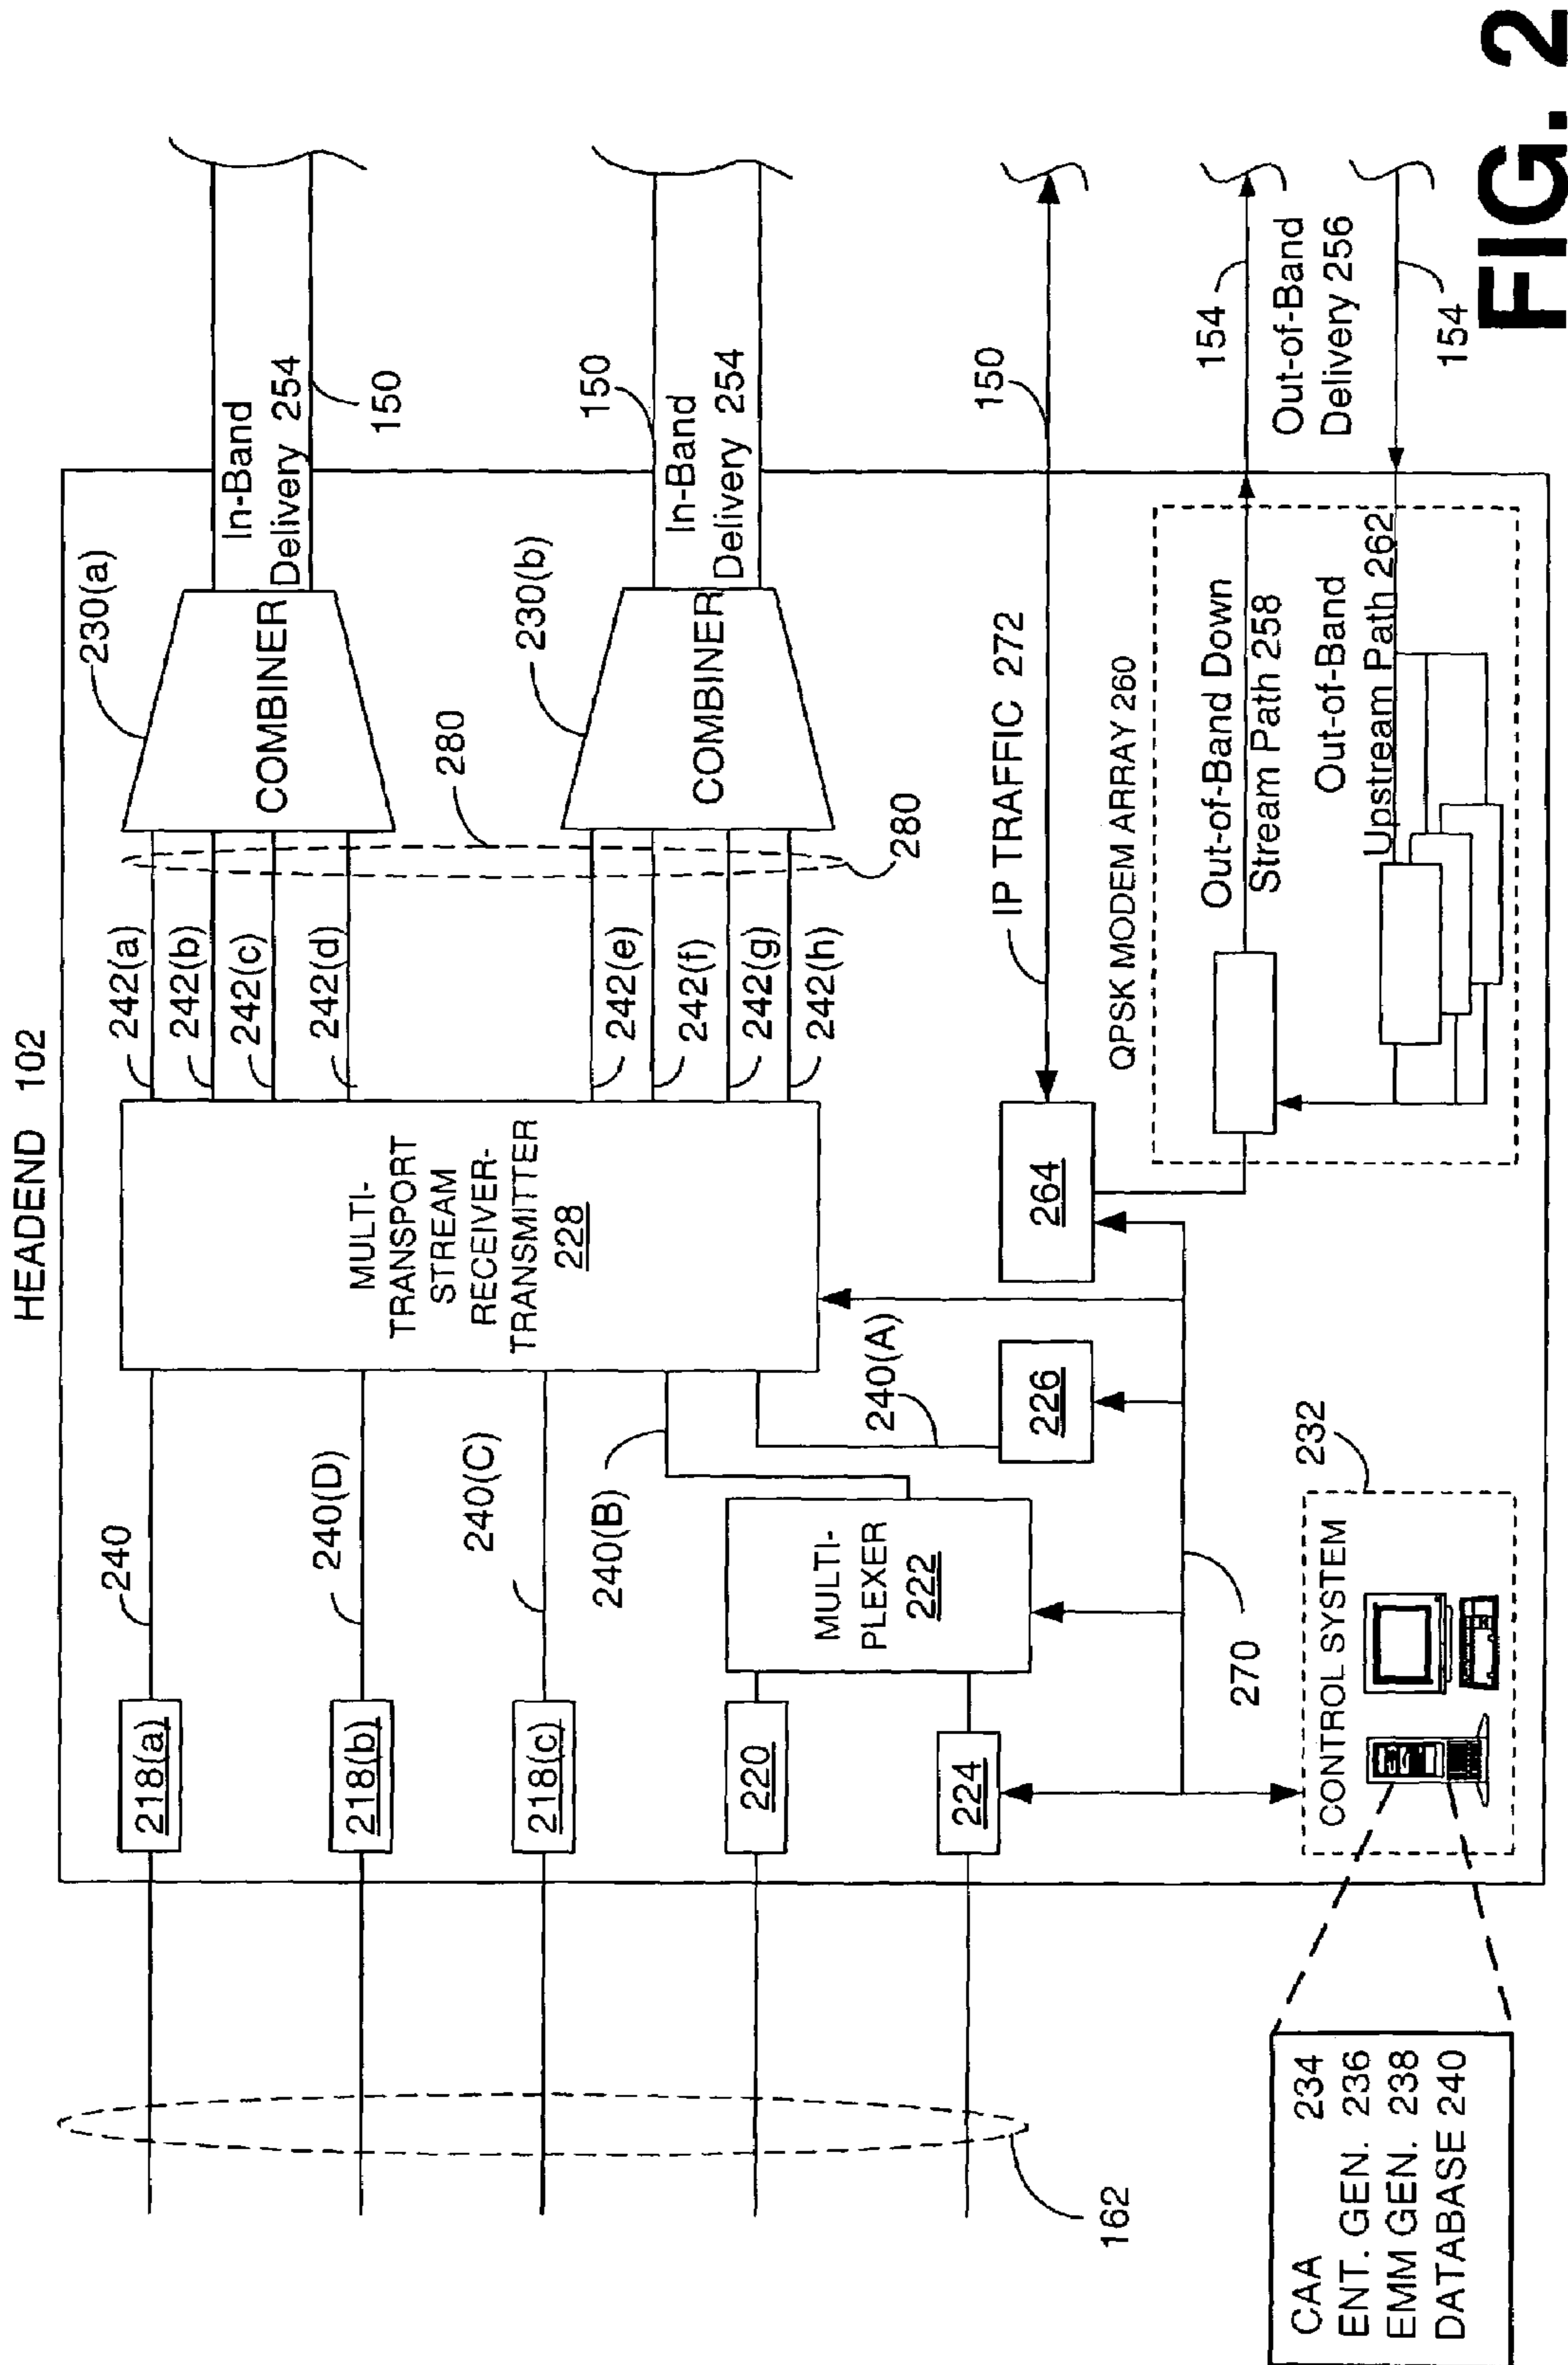 HEADEND 102
218(a)
240
218(b)
240(D)
218(c)
240(C)
220
240(B)
224
MULTI-
PLEXER
222
226
240(A)
MULTI-
TRANSPORT
STREAM
RECEIVER-
TRANSMITTER
228
242(a)
242(b)
242(c)
242(d)
242(e)
242(f)
242(g)
242(h)
280
280
230(a)
COMBINER
In-Band
Delivery 254
150
230(b)
COMBINER
150
In-Band
Delivery 254
264
IP TRAFFIC 272
150
QPSK MODEM ARRAY 260
Out-of-Band Down
Stream Path 258
Out-of-Band
Upstream Path 262
154
Out-of-Band
Delivery 256
154
162
270
232
CONTROL SYSTEM
CAA 234
ENT. GEN. 236
EMM GEN. 238
DATABASE 240
FIG. 2